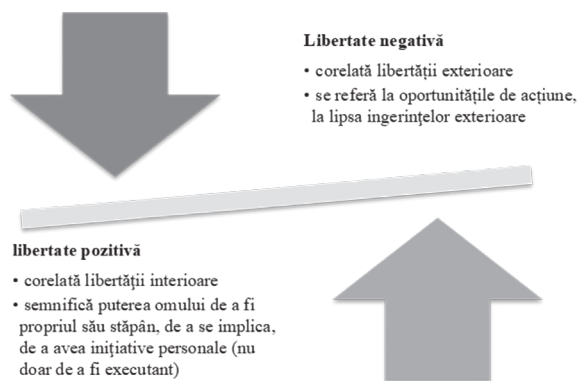 Libertate negativă
• corelată libertății exterioare
• se referă la oportunitățile de acțiune,
la lipsa ingerințelor exterioare
libertate pozitivă
• corelată libertății interioare
• semnifică puterea omului de a fi
propriul său stăpân, de a se implica,
de a avea inițiative personale (nu
doar de a fi executant)